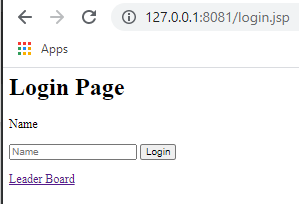 127.0.0.1:8081/login.jsp
Apps
Login Page
Name
Name Login
Leader Board